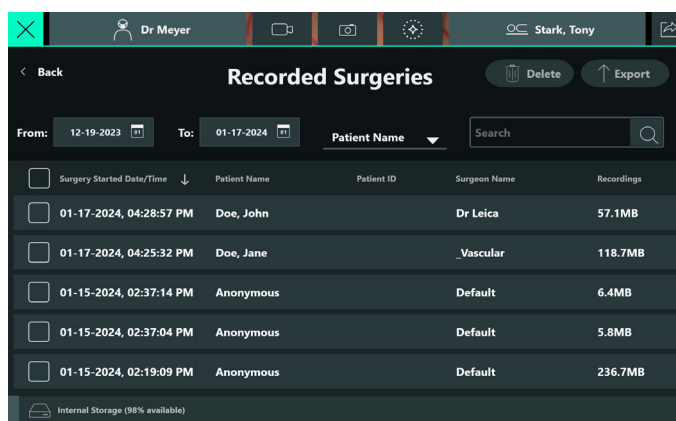 Dr Meyer Stark, Tony
Back Recorded Surgeries Delete Export
From: 12-19-2023 01 To: 01-17-2024 01 Patient Name Search
Surgery Started Date/Time Patient Name Patient ID Surgeon Name Recordings
01-17-2024, 04:28:57 PM Doe, John Dr Leica 57.1MB
01-17-2024, 04:25:32 PM Doe, Jane _Vascular 118.7MB
01-15-2024, 02:37:14 PM Anonymous Default 6.4MB
01-15-2024, 02:37:04 PM Anonymous Default 5.8MB
01-15-2024, 02:19:09 PM Anonymous Default 236.7MB
Internal Storage (98% available)